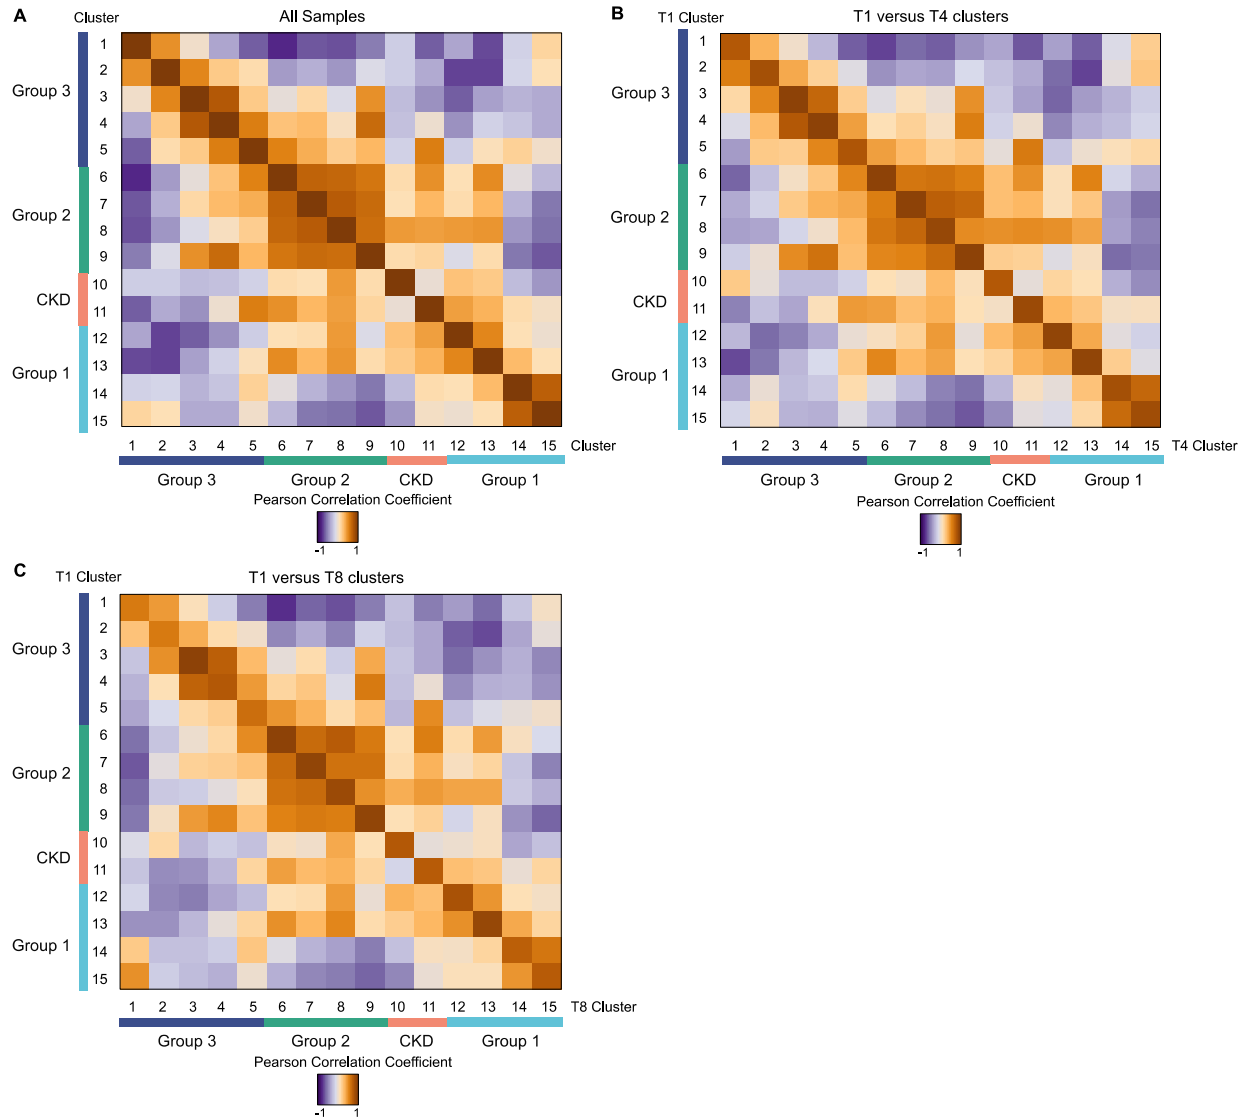 A
Cluster
All Samples
1
2
3
4
5
6
7
8
9
10
11
12
13
14
15
Group 3
Group 2
CKD
Group 1
1 2 3 4 5 6 7 8 9 10 11 12 13 14 15 Cluster
Group 3 Group 2 CKD Group 1
Pearson Correlation Coefficient
-1 1
B
T1 Cluster
T1 versus T4 clusters
1
2
3
4
5
6
7
8
9
10
11
12
13
14
15
Group 3
Group 2
CKD
Group 1
1 2 3 4 5 6 7 8 9 10 11 12 13 14 15 T4 Cluster
Group 3 Group 2 CKD Group 1
Pearson Correlation Coefficient
-1 1
C
T1 Cluster
T1 versus T8 clusters
1
2
3
4
5
6
7
8
9
10
11
12
13
14
15
Group 3
Group 2
CKD
Group 1
1 2 3 4 5 6 7 8 9 10 11 12 13 14 15 T8 Cluster
Group 3 Group 2 CKD Group 1
Pearson Correlation Coefficient
-1 1